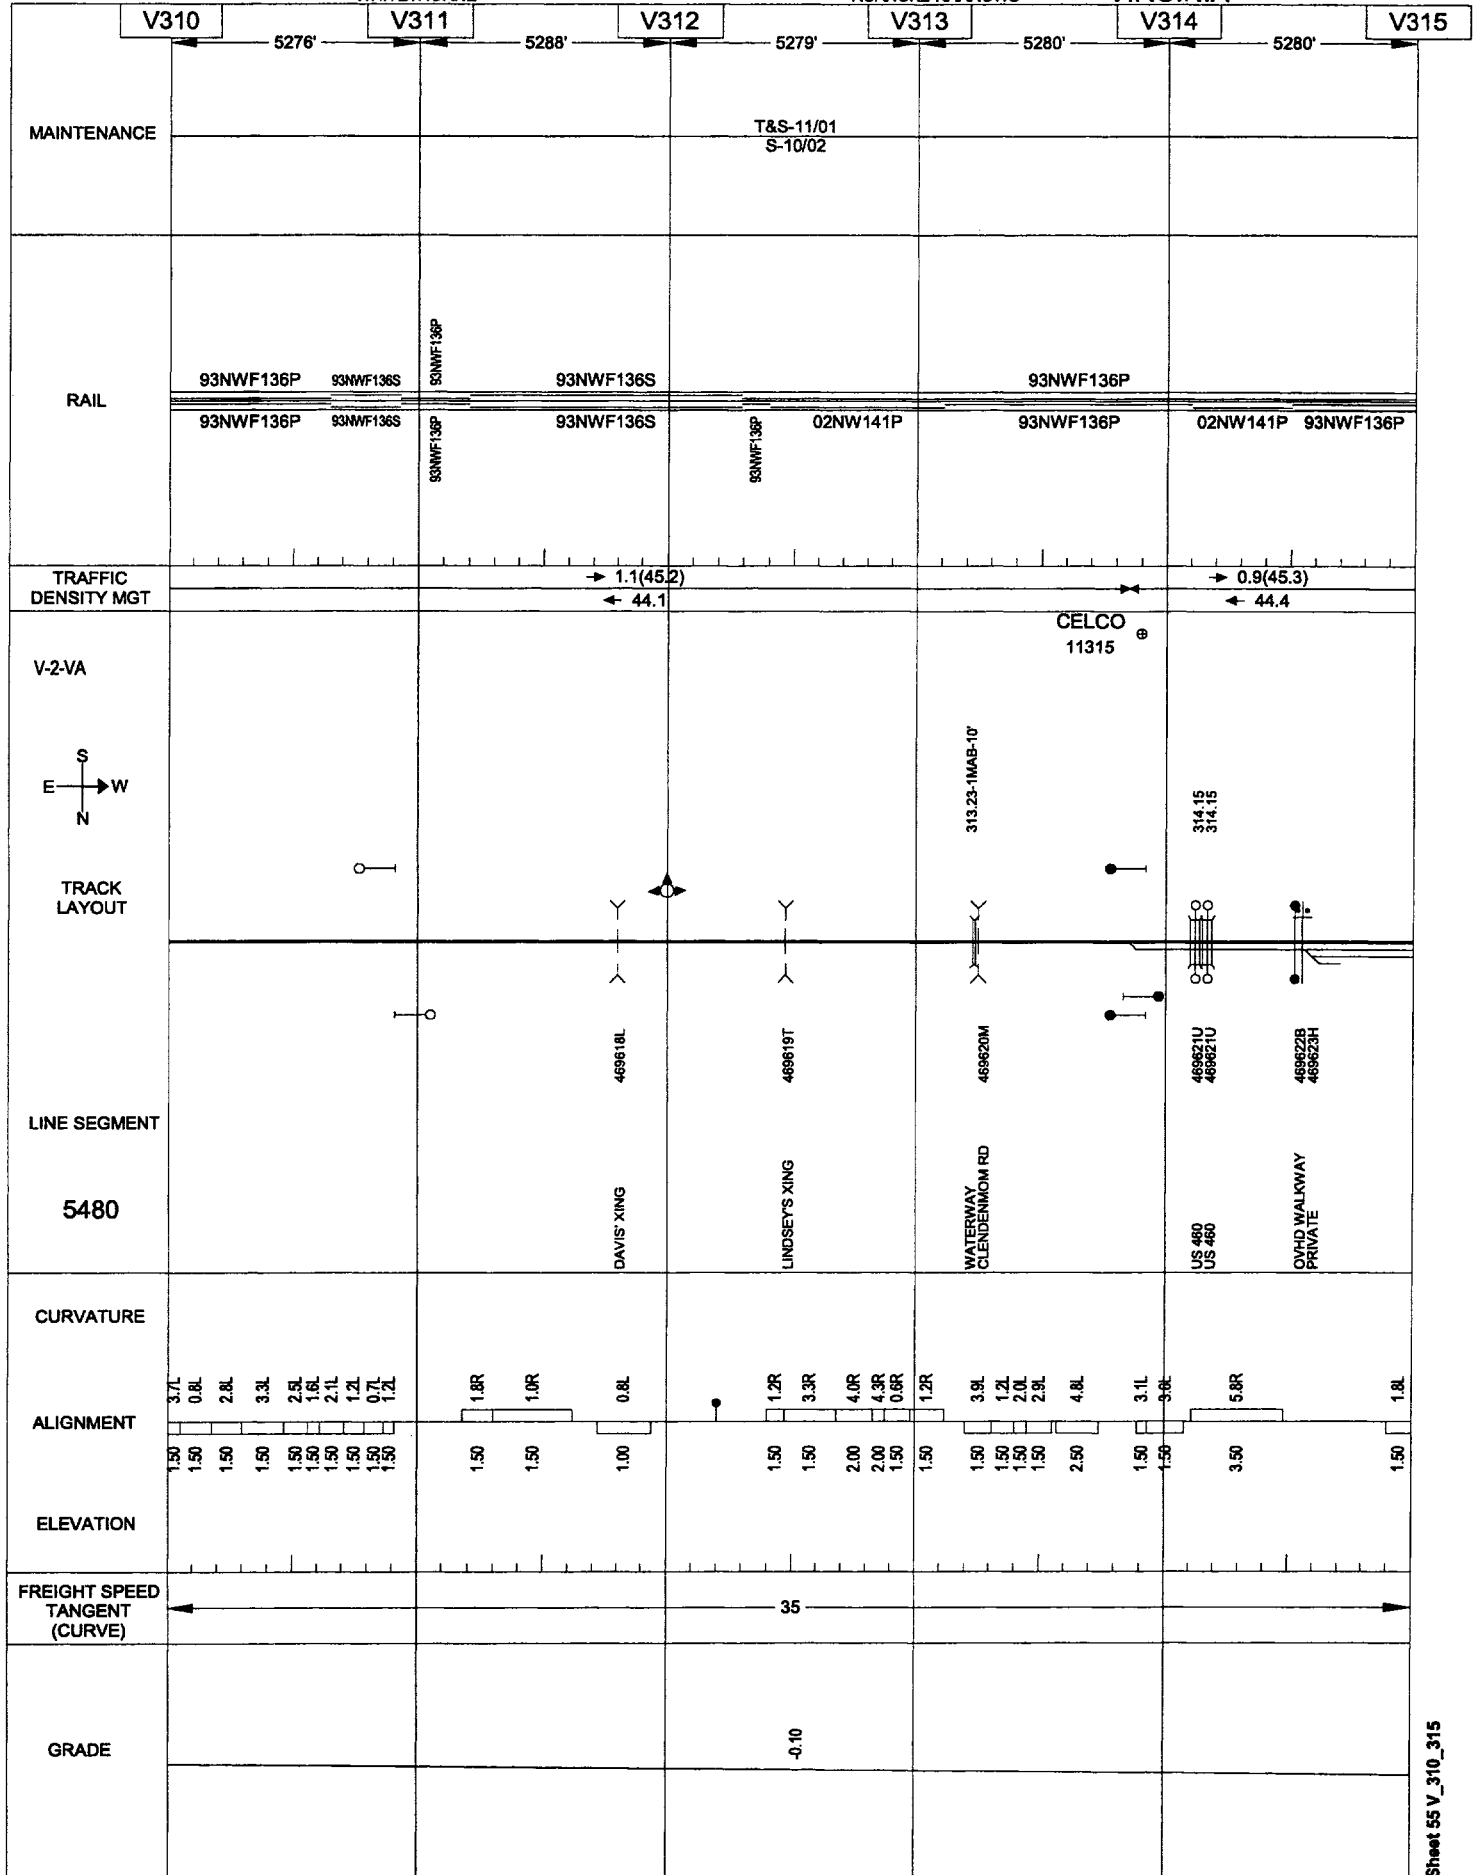 V310 V311 V312 V313 V314 V315
5276' 5288' 5279' 5280' 5280'
MAINTENANCE
T&S-11/01
S-10/02
RAIL
93NWF136P 93NWF136S 93NWF136P 93NWF136S 93NWF136P
93NWF136P 93NWF136S 93NWF136P 93NWF136S 93NWF136P 02NW141P 93NWF136P 02NW141P 93NWF136P
TRAFFIC
DENSITY MGT
1.1(45.2) 0.9(45.3)
44.1 44.4
CELCO
11315
V-2-VA
S
E W
N
313.23-1MAB-10'
314.15
314.15
TRACK
LAYOUT
469618L
469619T
469620M
469621U
469621U
469622B
469623H
LINE SEGMENT
5480
DAVIS' XING
LINDSEY'S XING
WATERWAY
CLENDENMOM RD
US 460
US 460
OVHD WALKWAY
PRIVATE
CURVATURE
3.7L 0.8L 2.8L 3.3L 2.5L 1.6L 2.1L 1.2L 0.7L 1.2L 1.8R 1.0R 0.8L 1.2R 3.3R 4.0R 4.3R 0.6R 1.2R 3.9L 1.2L 2.0L 2.9L 4.8L 3.1L 5.8R 1.8L
ALIGNMENT
1.50 1.50 1.50 1.50 1.50 1.50 1.50 1.50 1.50 1.50 1.50 1.50 1.00 1.50 1.50 2.00 2.00 1.50 1.50 1.50 1.50 1.50 1.50 2.50 1.50 1.50 3.50 1.50
ELEVATION
FREIGHT SPEED
TANGENT
(CURVE)
35
GRADE
-0.10
Sheet 55 V_310_315